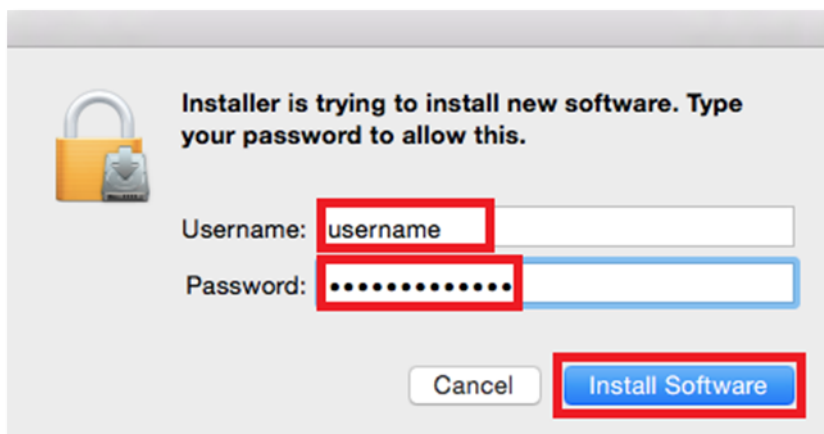 Installer is trying to install new software. Type
your password to allow this.
Username: username
Password: •••••••••••••
Cancel Install Software